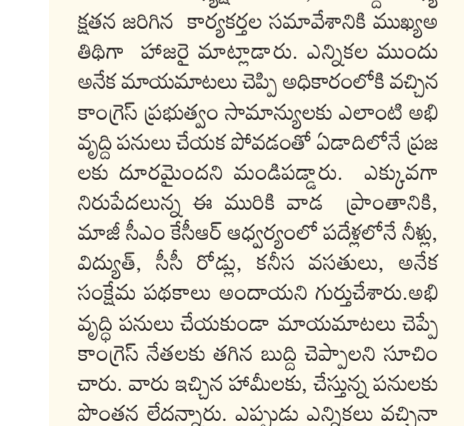 క్షతన జరిగిన కార్యకర్తల సమావేశానికి ముఖ్యఅ
తిథిగా హాజరై మాట్లాడారు. ఎన్నికల ముందు
అనేక మాయమాటలు చెప్పి అధికారంలోకి వచ్చిన
కాంగ్రెస్ ప్రభుత్వం సామాన్యులకు ఎలాంటి అభి
వృద్ది పనులు చేయక పోవడంతో ఏడాదిలోనే ప్రజ
లకు దూరమైందని మండిపడ్డారు. ఎక్కువగా
నిరుపేదలున్న ఈ మురికి వాడ ప్రాంతానికి,
మాజీ సీఎం కేసీఆర్ ఆధ్వర్యంలో పదేళ్లలోనే నీళ్లు,
విద్యుత్, సీసీ రోడ్లు, కనీస వసతులు, అనేక
సంక్షేమ పథకాలు అందాయని గుర్తుచేశారు.అభి
వృద్ధి పనులు చేయకుండా మాయమాటలు చెప్పే
కాంగ్రెస్ నేతలకు తగిన బుద్ది చెప్పాలని సూచిం
చారు. వారు ఇచ్చిన హామీలకు, చేస్తున్న పనులకు
పొంతన లేదన్నారు. ఎప్పుడు ఎన్నికలు వచ్చినా